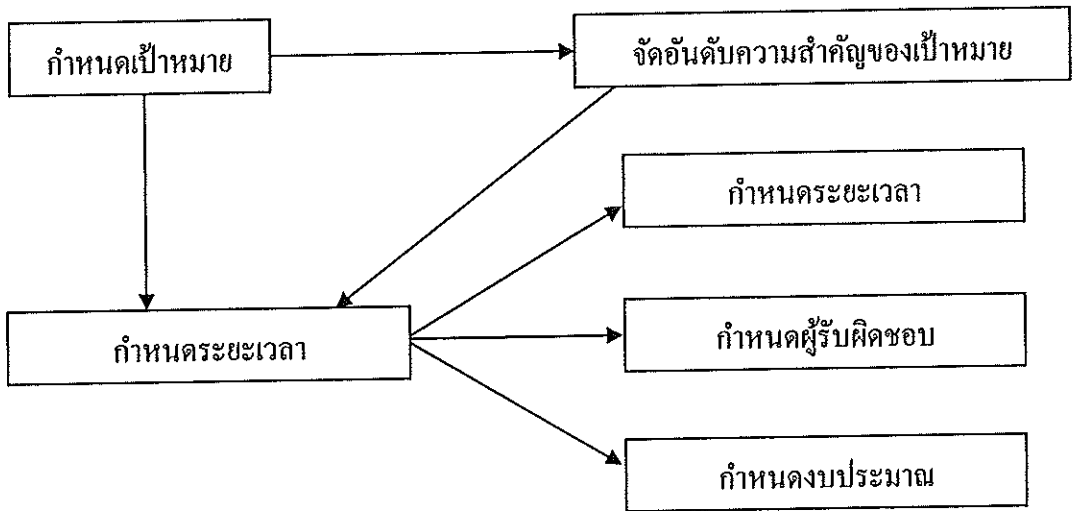 กำหนดเป้าหมาย
จัดอันดับความสำคัญของเป้าหมาย
กำหนดระยะเวลา
กำหนดระยะเวลา
กำหนดผู้รับผิดชอบ
กำหนดงบประมาณ